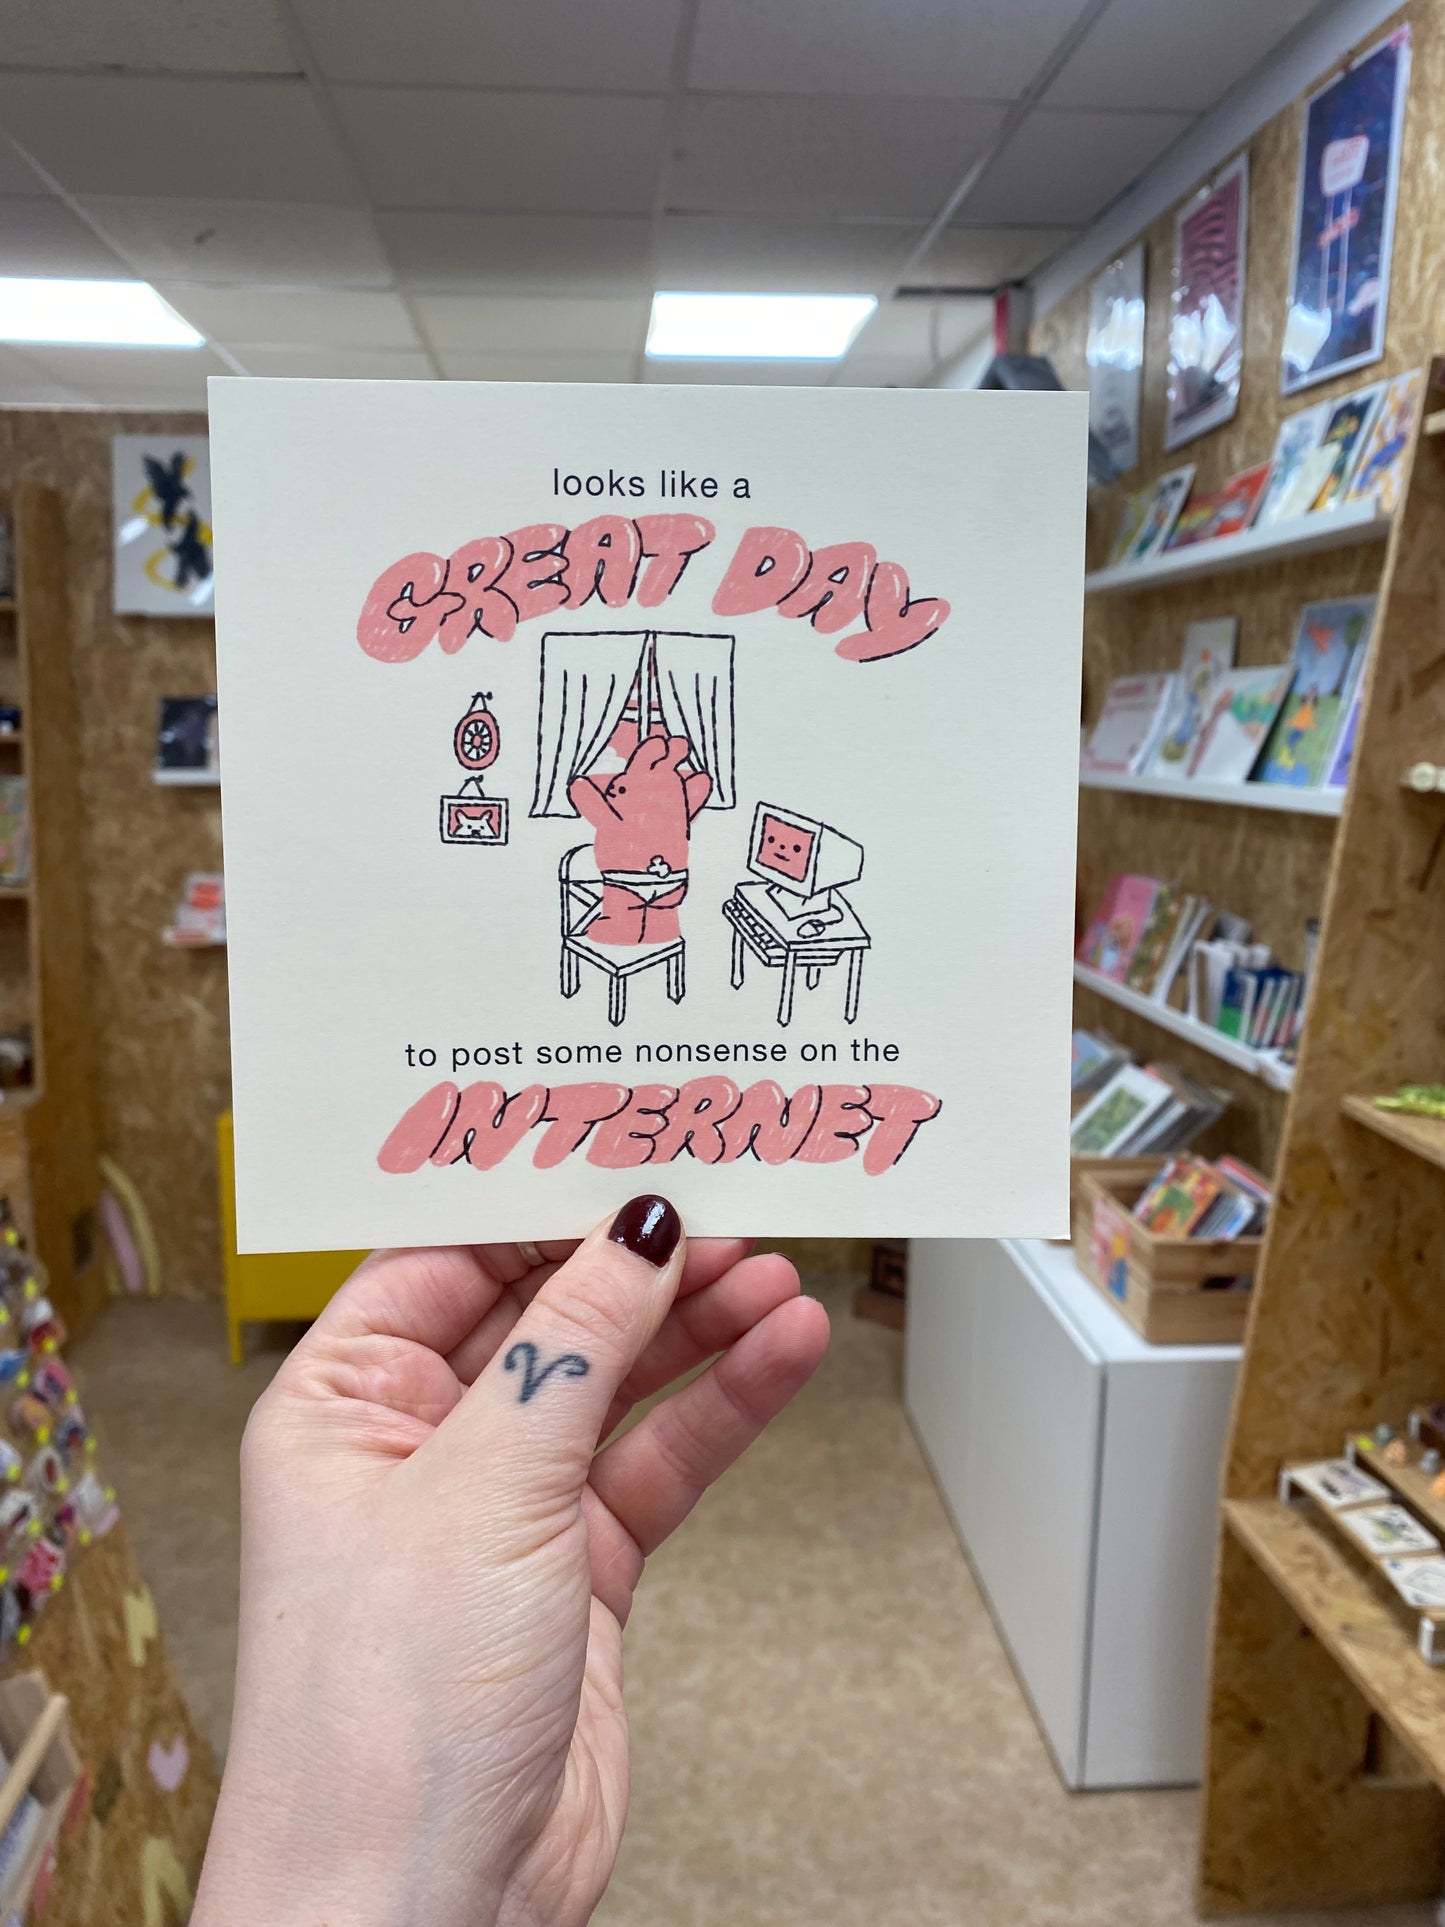 looks like a
GREAT DAY
to post some nonsense on the
INTERNET